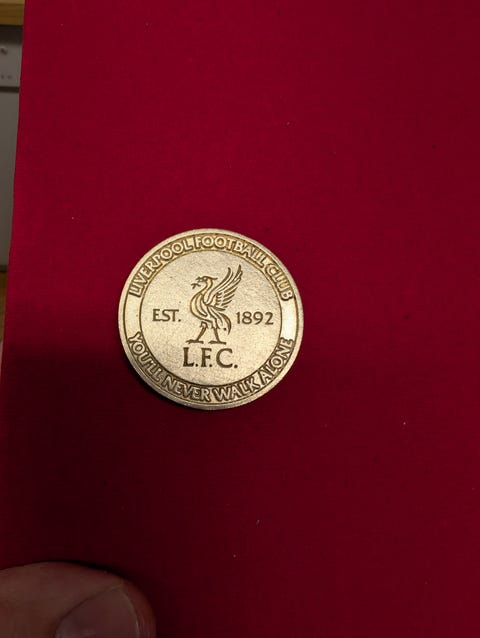 LIVERPOOL FOOTBALL CLUB
EST. 1892
L.F.C.
YOU'LL NEVER WALK ALONE